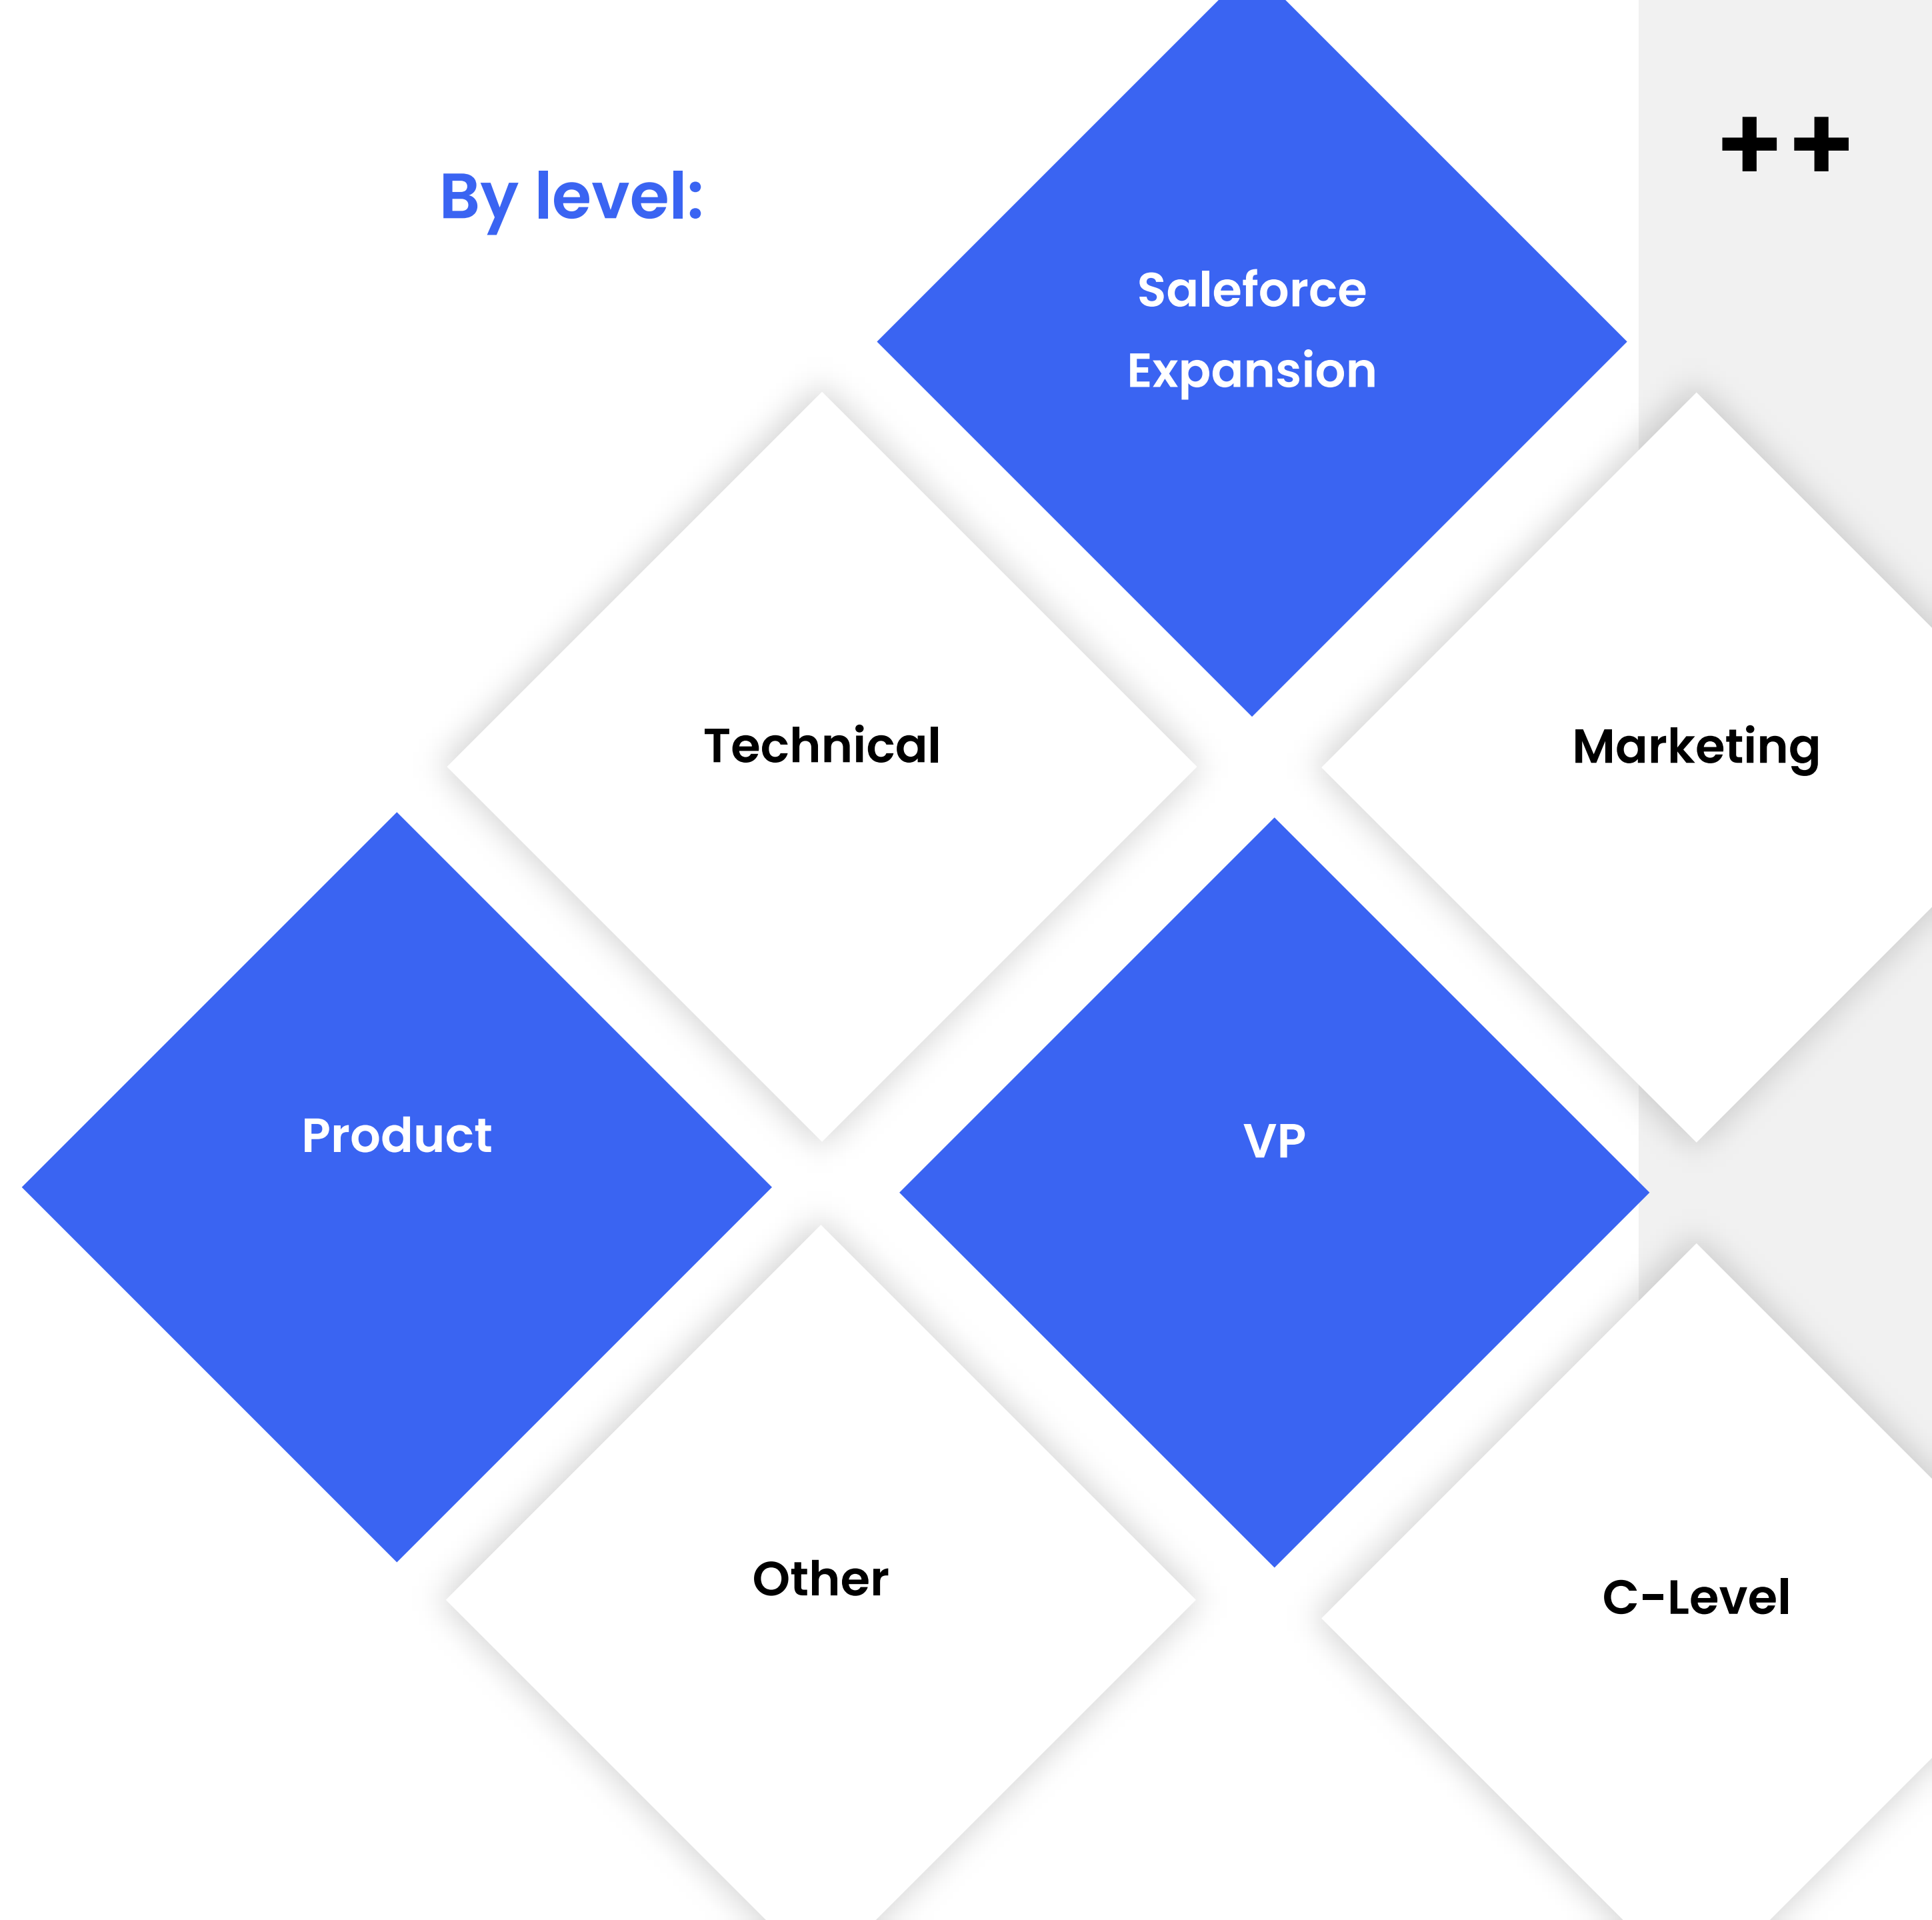 ++
By level:
Saleforce
Expansion
Technical
Marketing
Product
VP
Other
C-Level